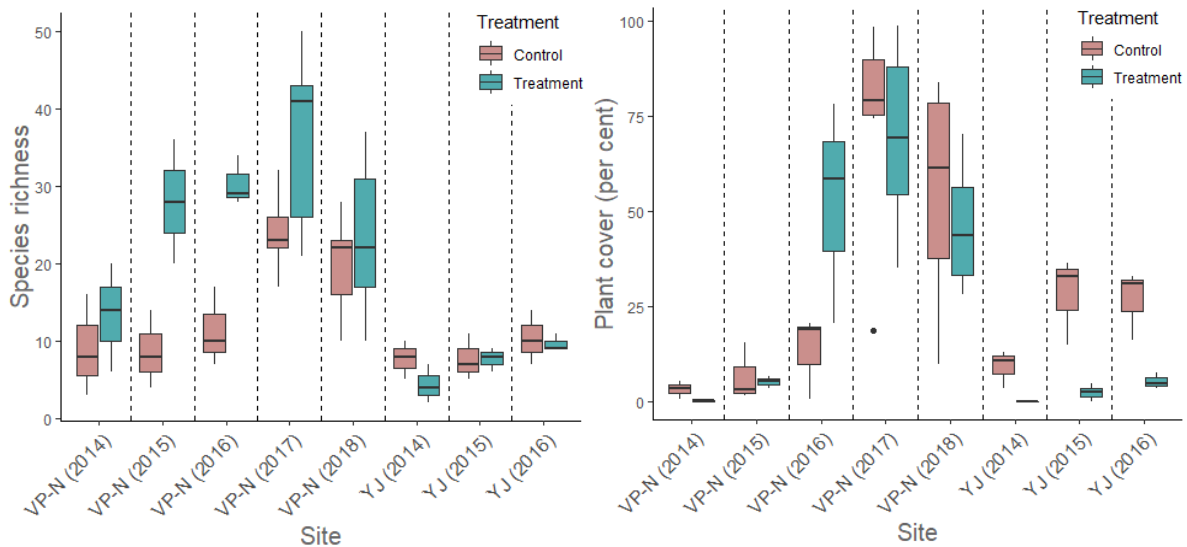 Treatment
Control
Treatment
Species richness
50
40
30
20
10
0
VP-N (2014)
VP-N (2015)
VP-N (2016)
VP-N (2017)
VP-N (2018)
YJ (2014)
YJ (2015)
YJ (2016)
Site
Treatment
Control
Treatment
Plant cover (per cent)
100
75
50
25
0
VP-N (2014)
VP-N (2015)
VP-N (2016)
VP-N (2017)
VP-N (2018)
YJ (2014)
YJ (2015)
YJ (2016)
Site